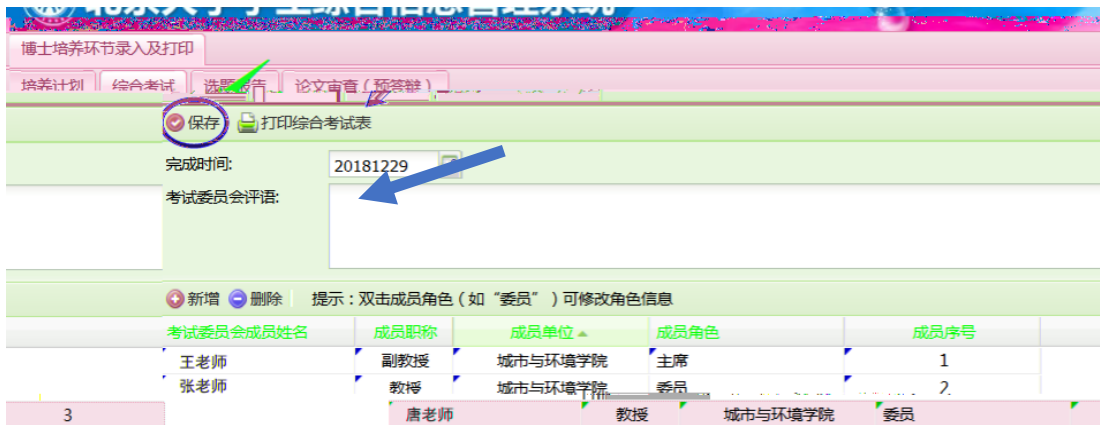 博士培养环节录入及打印
培养计划 综合考试 选题报告 论文审查（预答辩）
保存 打印综合考试表
完成时间: 20181229
考试委员会评语:
新增 删除 提示：双击成员角色（如“委员”）可修改角色信息
考试委员会成员姓名 成员职称 成员单位 成员角色 成员序号
王老师 副教授 城市与环境学院 主席 1
张老师 教授 城市与环境学院 委员 2
3 唐老师 教授 城市与环境学院 委员